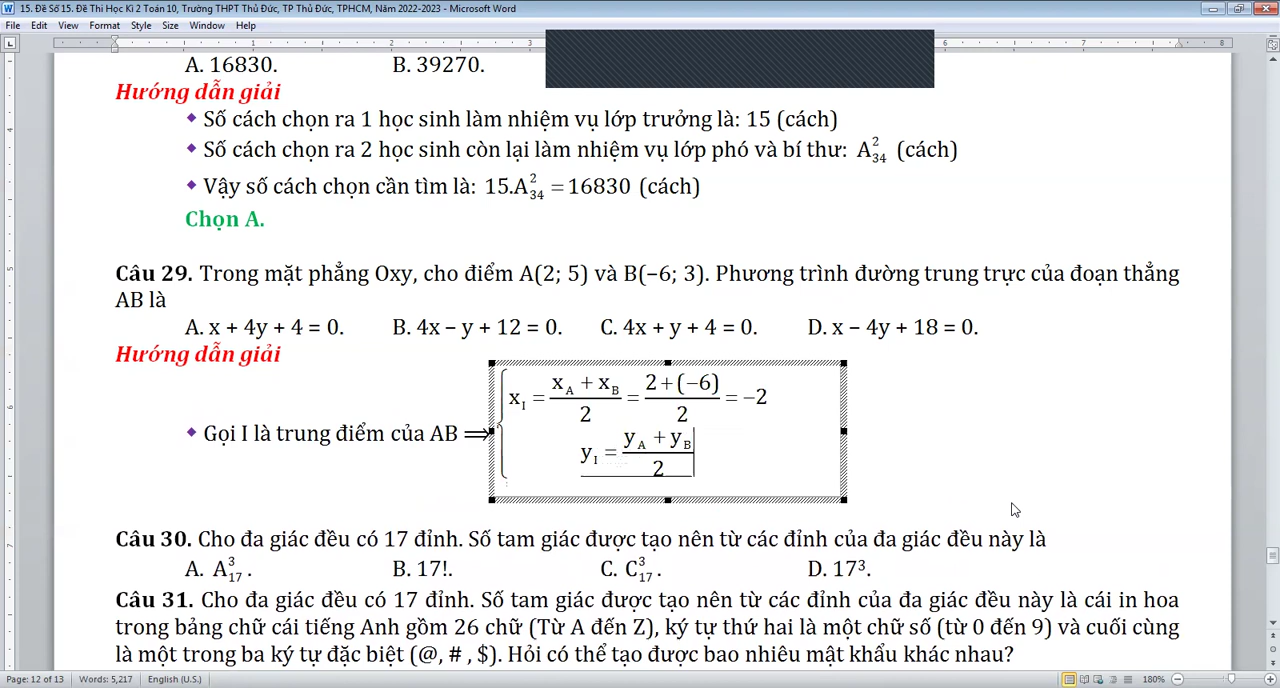 15. Đề Số 15. Đề Thi Học Kì 2 Toán 10, Trường THPT Thủ Đức, TP Thủ Đức, TPHCM, Năm 2022-2023 - Microsoft Word
File Edit View Format Style Size Window Help
1 2 3 6 7 8
A. 16830. B. 39270.
Hướng dẫn giải
Số cách chọn ra 1 học sinh làm nhiệm vụ lớp trưởng là: 15 (cách)
Số cách chọn ra 2 học sinh còn lại làm nhiệm vụ lớp phó và bí thư: A²₃₄ (cách)
Vậy số cách chọn cần tìm là: 15.A²₃₄ = 16830 (cách)
Chọn A.
Câu 29. Trong mặt phẳng Oxy, cho điểm A(2; 5) và B(−6; 3). Phương trình đường trung trực của đoạn thẳng
AB là
A. x + 4y + 4 = 0. B. 4x − y + 12 = 0. C. 4x + y + 4 = 0. D. x − 4y + 18 = 0.
Hướng dẫn giải
x_I = (x_A + x_B)/2 = (2 + (−6))/2 = −2
Gọi I là trung điểm của AB ⟹
y_I = (y_A + y_B)/2
Câu 30. Cho đa giác đều có 17 đỉnh. Số tam giác được tạo nên từ các đỉnh của đa giác đều này là
A. A³₁₇. B. 17!. C. C³₁₇. D. 17³.
Câu 31. Cho đa giác đều có 17 đỉnh. Số tam giác được tạo nên từ các đỉnh của đa giác đều này là cái in hoa
trong bảng chữ cái tiếng Anh gồm 26 chữ (Từ A đến Z), ký tự thứ hai là một chữ số (từ 0 đến 9) và cuối cùng
là một trong ba ký tự đặc biệt (@, # , $). Hỏi có thể tạo được bao nhiêu mật khẩu khác nhau?
Page: 12 of 13 Words: 5,217 English (U.S.) 180%